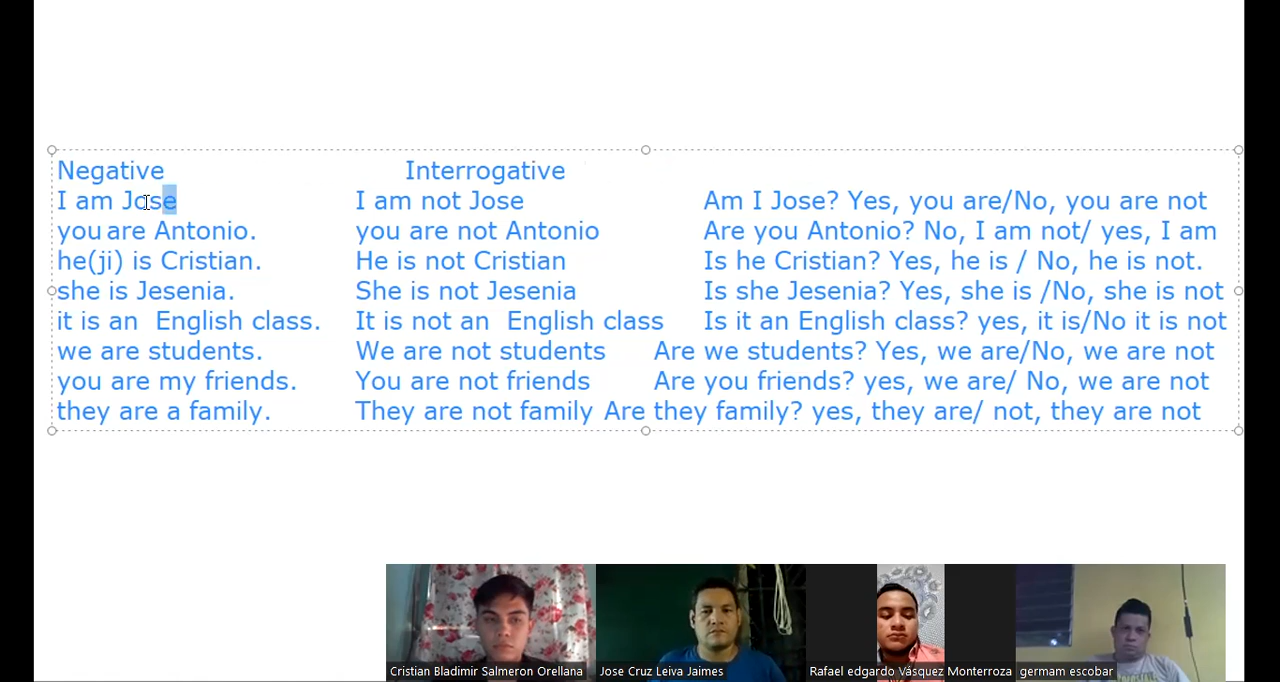 Negative Interrogative
I am Jose I am not Jose Am I Jose? Yes, you are/No, you are not
you are Antonio. you are not Antonio Are you Antonio? No, I am not/ yes, I am
he(ji) is Cristian. He is not Cristian Is he Cristian? Yes, he is / No, he is not.
she is Jesenia. She is not Jesenia Is she Jesenia? Yes, she is /No, she is not
it is an English class. It is not an English class Is it an English class? yes, it is/No it is not
we are students. We are not students Are we students? Yes, we are/No, we are not
you are my friends. You are not friends Are you friends? yes, we are/ No, we are not
they are a family. They are not family Are they family? yes, they are/ not, they are not
Cristian Bladimir Salmeron Orellana Jose Cruz Leiva Jaimes Rafael edgardo Vásquez Monterroza germam escobar